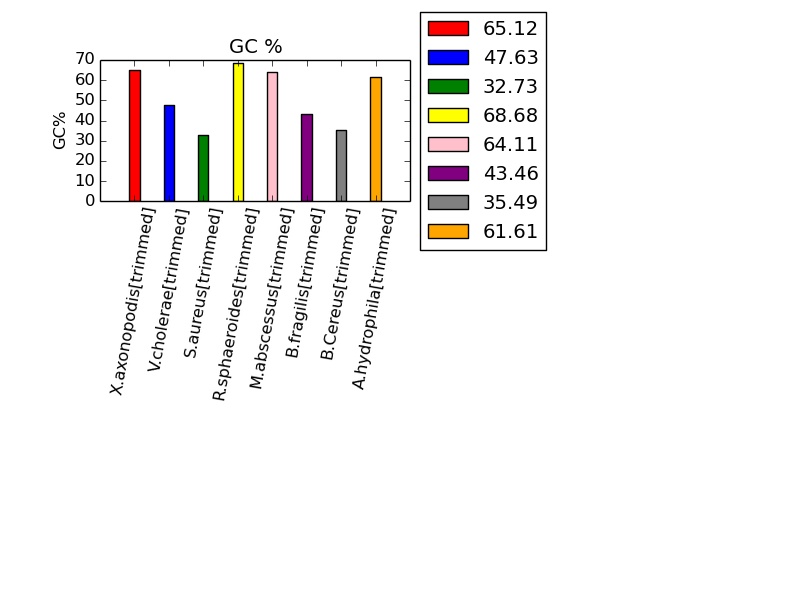 GC %
GC%
70
60
50
40
30
20
10
0
X.axonopodis[trimmed]
V.cholerae[trimmed]
S.aureus[trimmed]
R.sphaeroides[trimmed]
M.abscessus[trimmed]
B.fragilis[trimmed]
B.Cereus[trimmed]
A.hydrophila[trimmed]
65.12
47.63
32.73
68.68
64.11
43.46
35.49
61.61